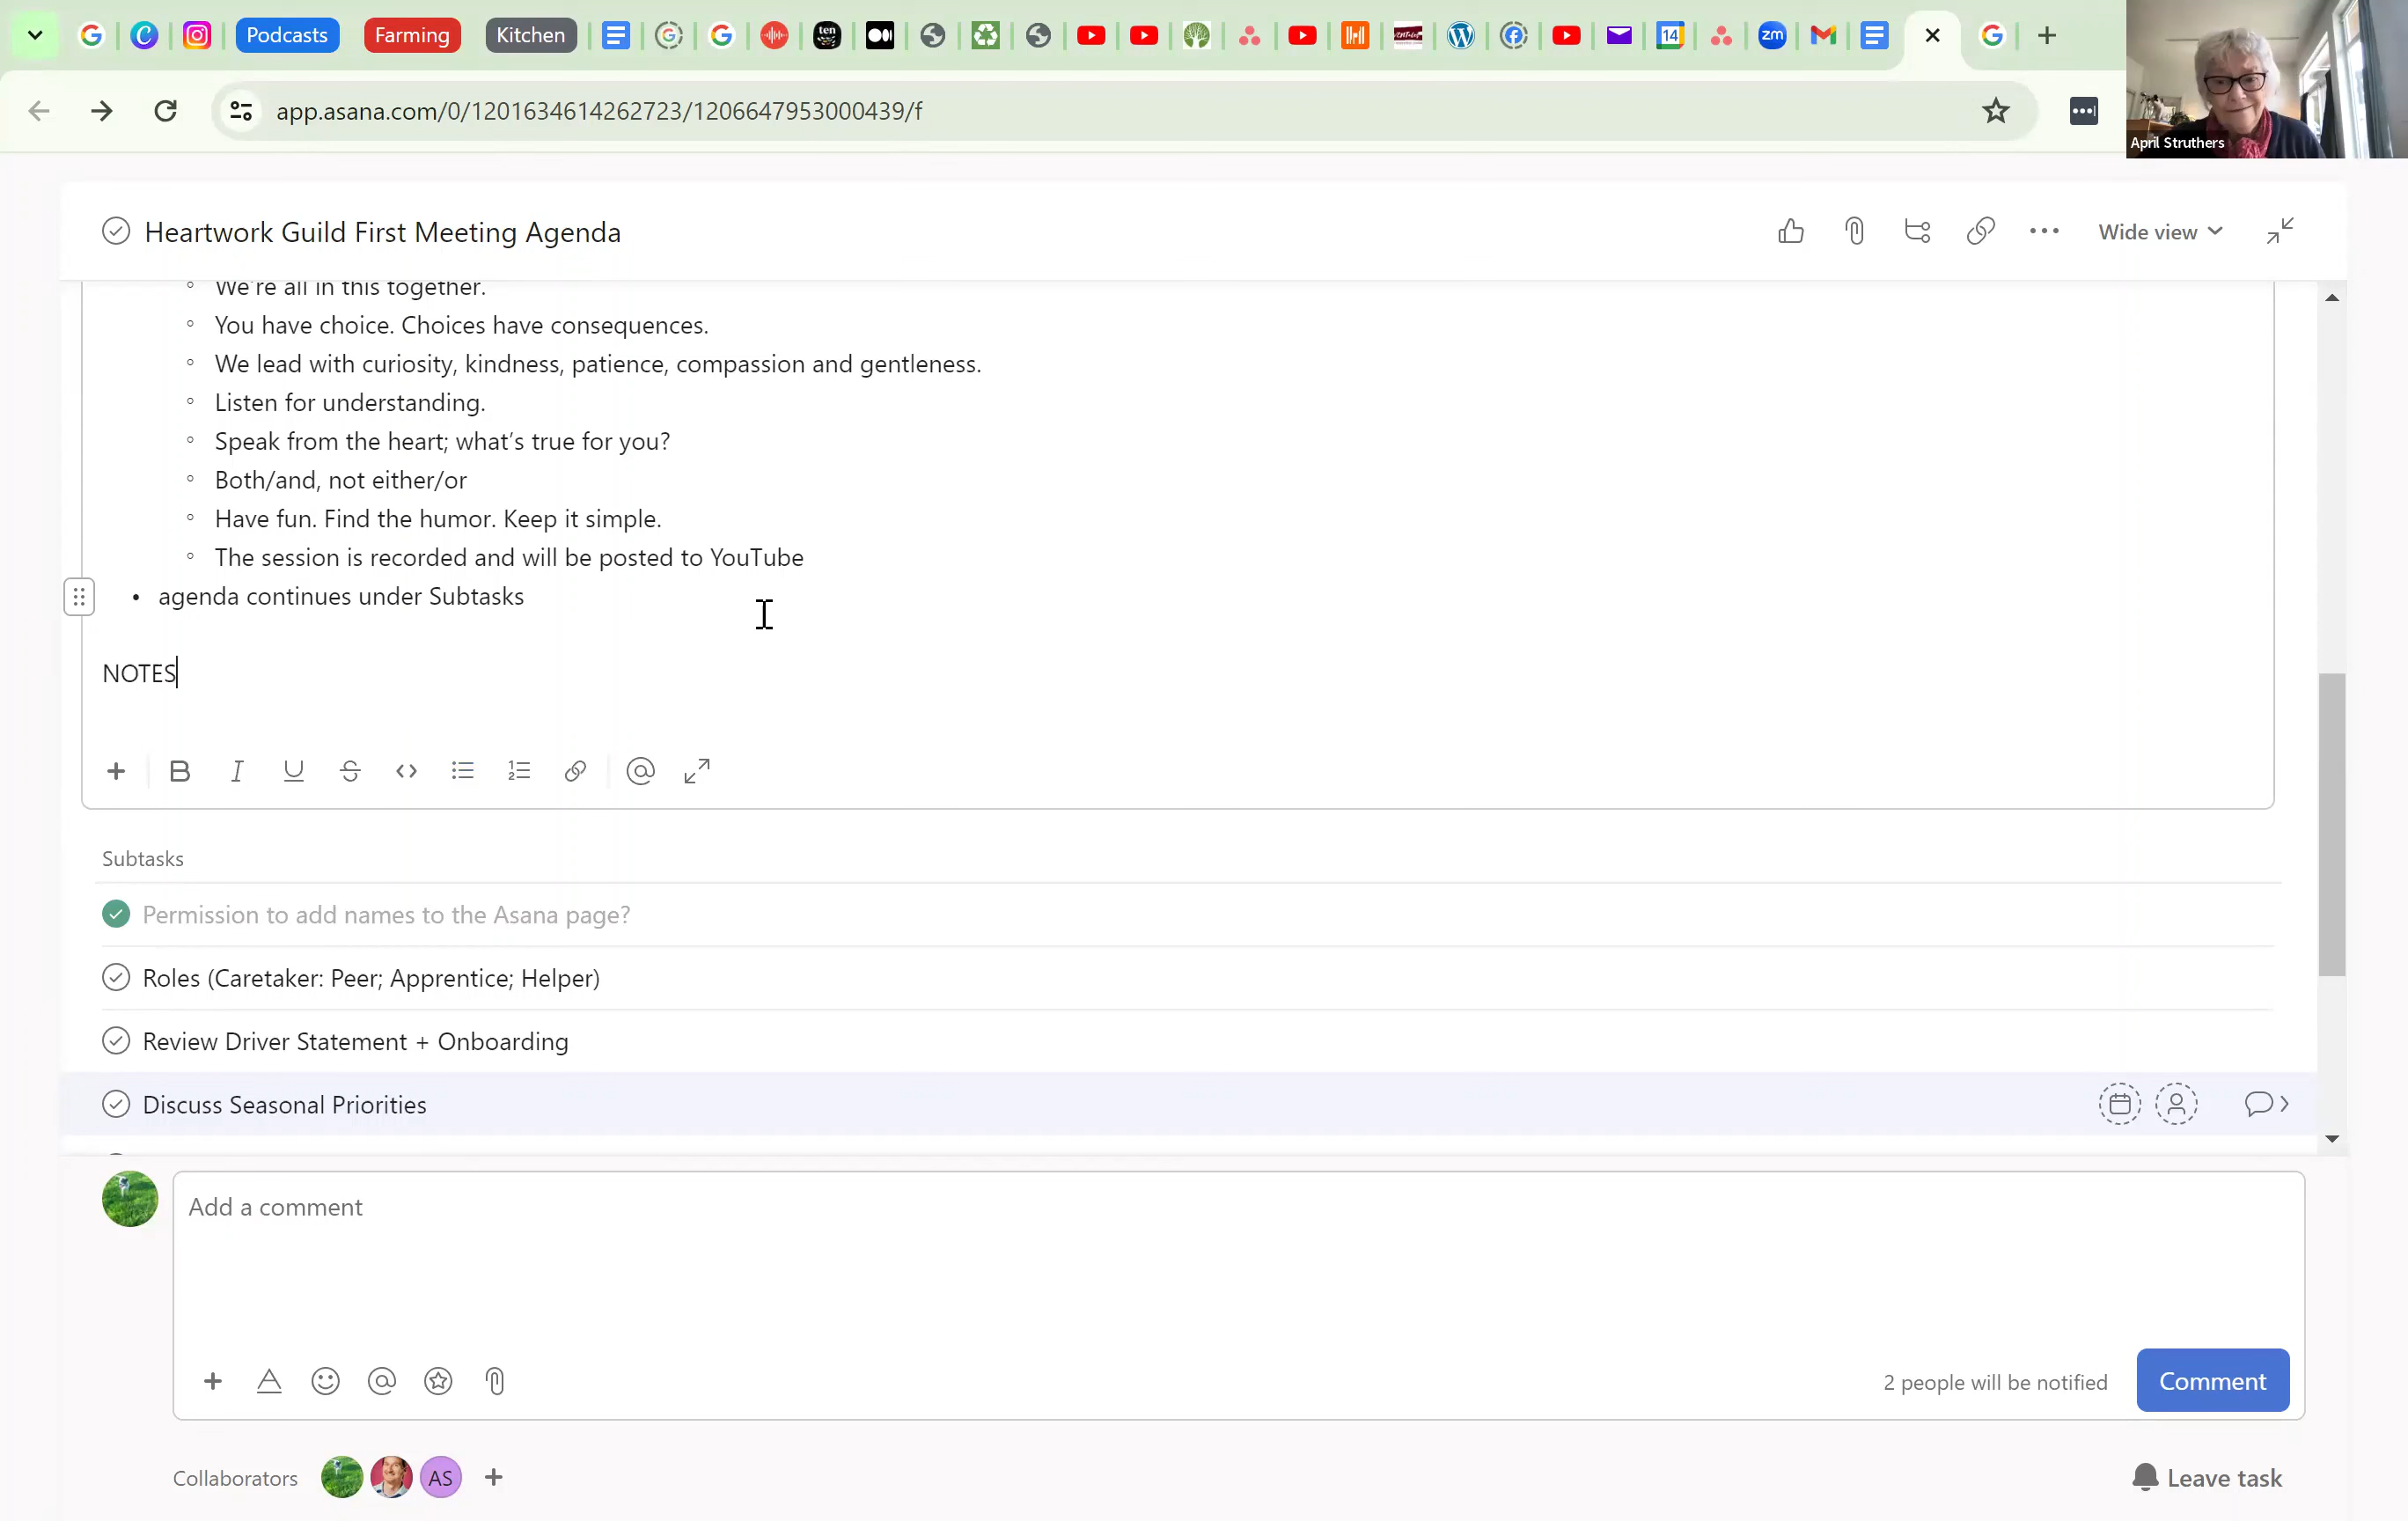 Podcasts Farming Kitchen ten 14 zm
app.asana.com/0/1201634614262723/1206647953000439/f
April Struthers
Heartwork Guild First Meeting Agenda
Wide view
We're all in this together.
You have choice. Choices have consequences.
We lead with curiosity, kindness, patience, compassion and gentleness.
Listen for understanding.
Speak from the heart; what's true for you?
Both/and, not either/or
Have fun. Find the humor. Keep it simple.
The session is recorded and will be posted to YouTube
• agenda continues under Subtasks
NOTES
Subtasks
Permission to add names to the Asana page?
Roles (Caretaker: Peer; Apprentice; Helper)
Review Driver Statement + Onboarding
Discuss Seasonal Priorities
Add a comment
2 people will be notified
Comment
Collaborators AS
Leave task